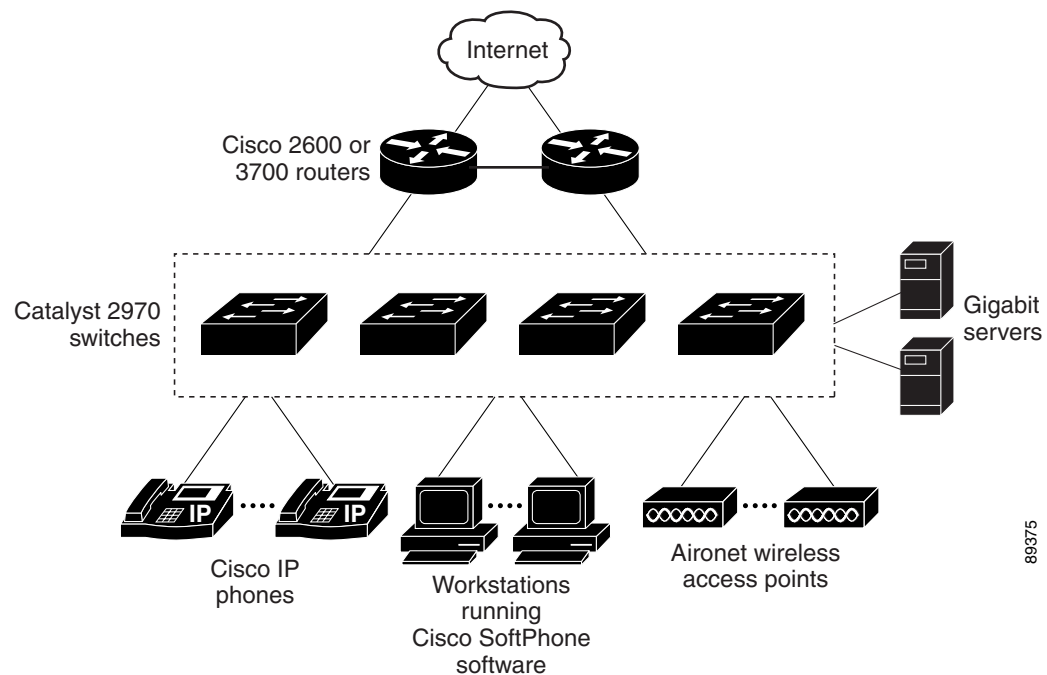 Internet
Cisco 2600 or
3700 routers
Catalyst 2970
switches
Gigabit
servers
IP
IP
Cisco IP
phones
Workstations
running
Cisco SoftPhone
software
Aironet wireless
access points
89375